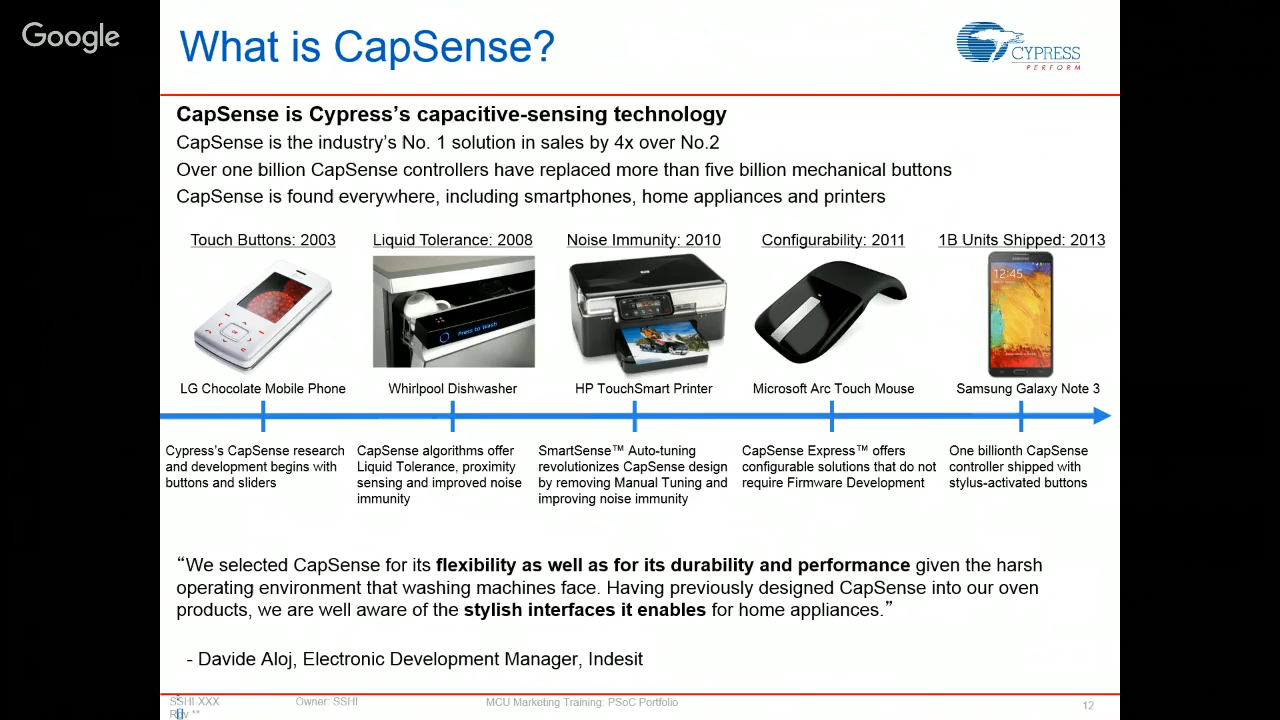 Google
What is CapSense?
CYPRESS
PERFORM
CapSense is Cypress's capacitive-sensing technology
CapSense is the industry's No. 1 solution in sales by 4x over No.2
Over one billion CapSense controllers have replaced more than five billion mechanical buttons
CapSense is found everywhere, including smartphones, home appliances and printers
Touch Buttons: 2003
Liquid Tolerance: 2008
Noise Immunity: 2010
Configurability: 2011
1B Units Shipped: 2013
Press to Wash
12:45
LG Chocolate Mobile Phone
Whirlpool Dishwasher
HP TouchSmart Printer
Microsoft Arc Touch Mouse
Samsung Galaxy Note 3
Cypress's CapSense research
and development begins with
buttons and sliders
CapSense algorithms offer
Liquid Tolerance, proximity
sensing and improved noise
immunity
SmartSense™ Auto-tuning
revolutionizes CapSense design
by removing Manual Tuning and
improving noise immunity
CapSense Express™ offers
configurable solutions that do not
require Firmware Development
One billionth CapSense
controller shipped with
stylus-activated buttons
“We selected CapSense for its flexibility as well as for its durability and performance given the harsh
operating environment that washing machines face. Having previously designed CapSense into our oven
products, we are well aware of the stylish interfaces it enables for home appliances.”
- Davide Aloj, Electronic Development Manager, Indesit
SSHI-XXX
Rev **
Owner: SSHI
MCU Marketing Training: PSoC Portfolio
12